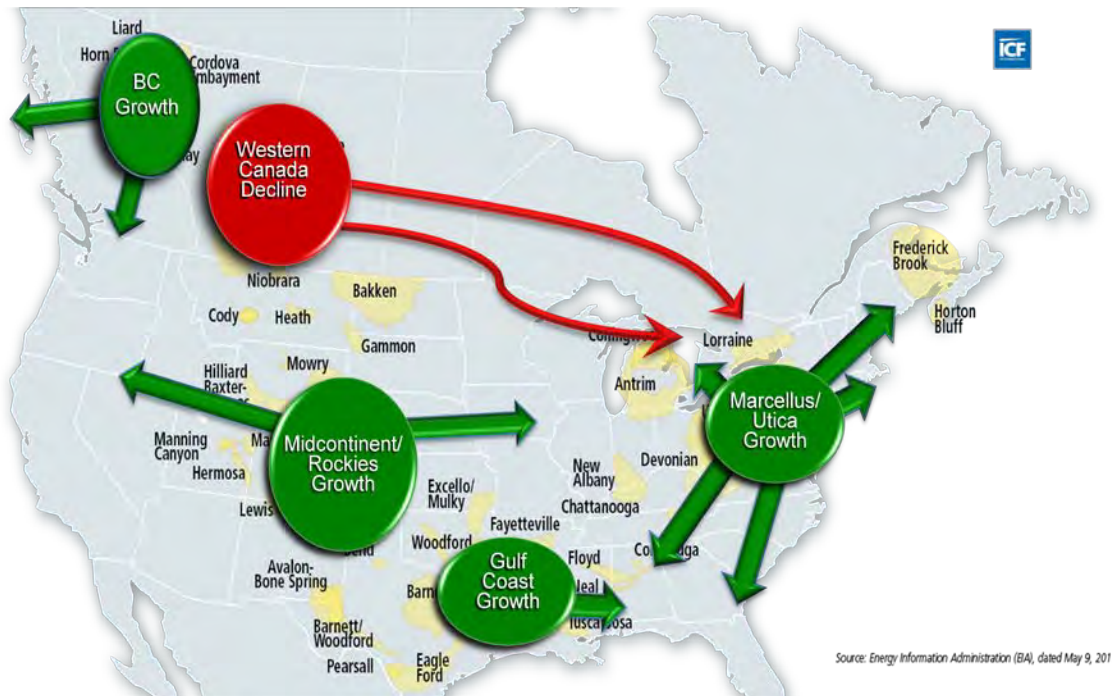 ICF
Liard
Horn
Cordova
Embayment
BC
Growth
Western
Canada
Decline
Frederick
Brook
Horton
Bluff
Niobrara
Bakken
Cody
Heath
Gammon
Lorraine
Mowry
Hilliard
Baxter-
Antrim
Marcellus/
Utica
Growth
Manning
Canyon
Hermosa
Midcontinent/
Rockies
Growth
Devonian
New
Albany
Chattanooga
Excello/
Mulky
Lewis
Fayetteville
Woodford
Floyd
Gulf
Coast
Growth
Avalon-
Bone Spring
Barnett/
Woodford
Pearsall
Eagle
Ford
Source: Energy Information Administration (EIA), dated May 9, 201